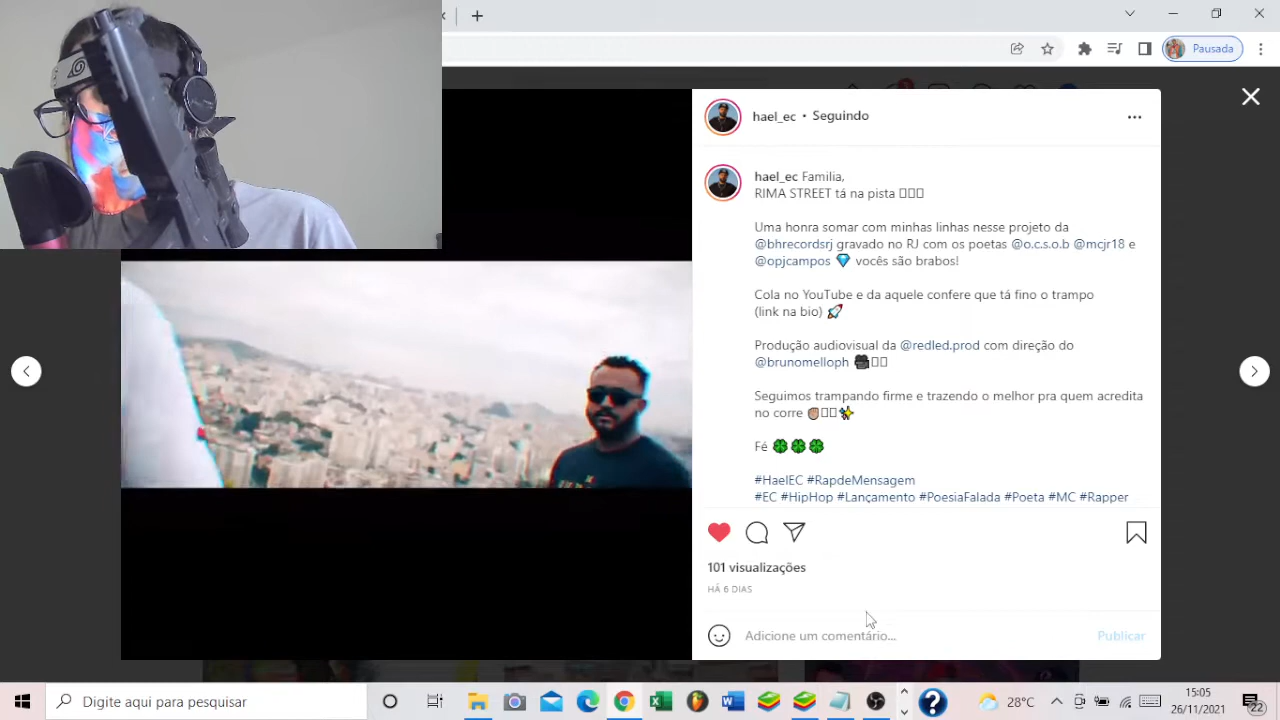 Pausada
hael_ec • Seguindo
hael_ec Familia,
RIMA STREET tá na pista
Uma honra somar com minhas linhas nesse projeto da
@bhrecordsrj gravado no RJ com os poetas @o.c.s.o.b @mcjr18 e
@opjcampos 💎 vocês são brabos!
Cola no YouTube e da aquele confere que tá fino o trampo
(link na bio) 🚀
Produção audiovisual da @redled.prod com direção do
@brunomelloph
Seguimos trampando firme e trazendo o melhor pra quem acredita
no corre
Fé 🍀🍀🍀
#HaelEC #RapdeMensagem
#EC #HipHop #Lançamento #PoesiaFalada #Poeta #MC #Rapper
101 visualizações
HÁ 6 DIAS
Adicione um comentário...
Publicar
Digite aqui para pesquisar
28°C
15:05
26/11/2021
22